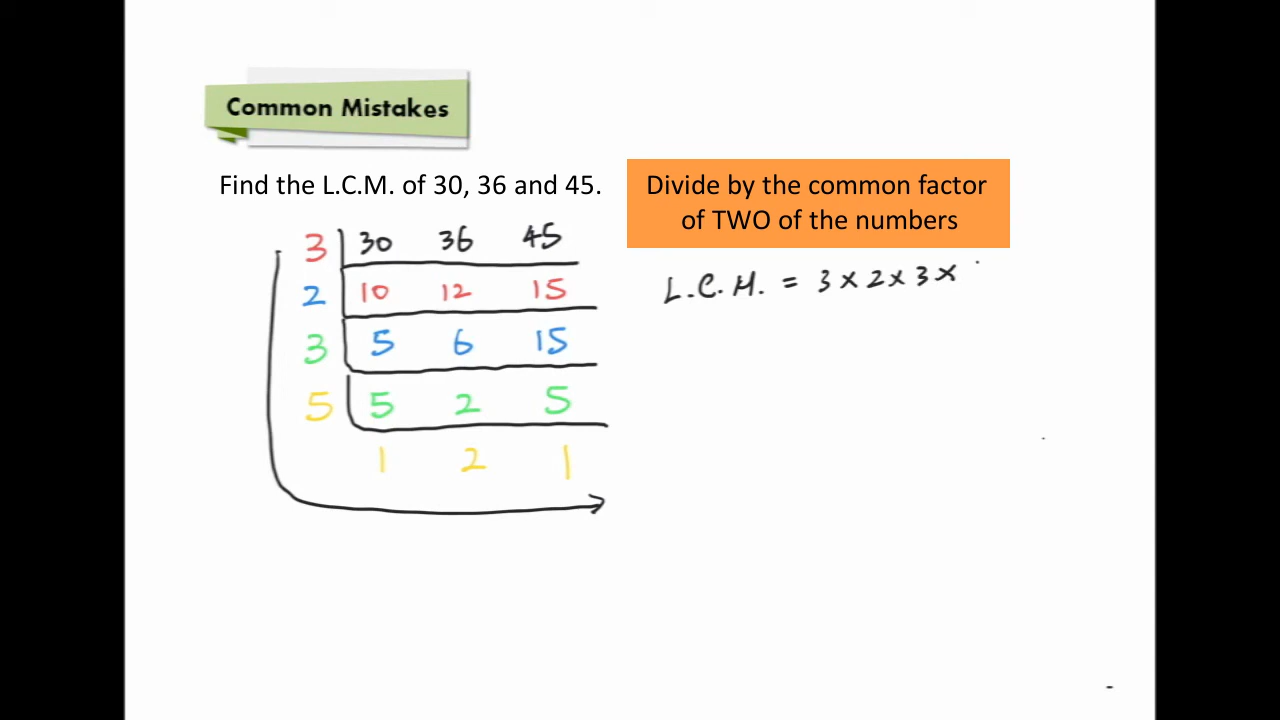 Common Mistakes
Find the L.C.M. of 30, 36 and 45.
Divide by the common factor
of TWO of the numbers
3 30 36 45
2 10 12 15
3 5 6 15
5 5 2 5
1 2 1
L.C.M. = 3 × 2 × 3 ×